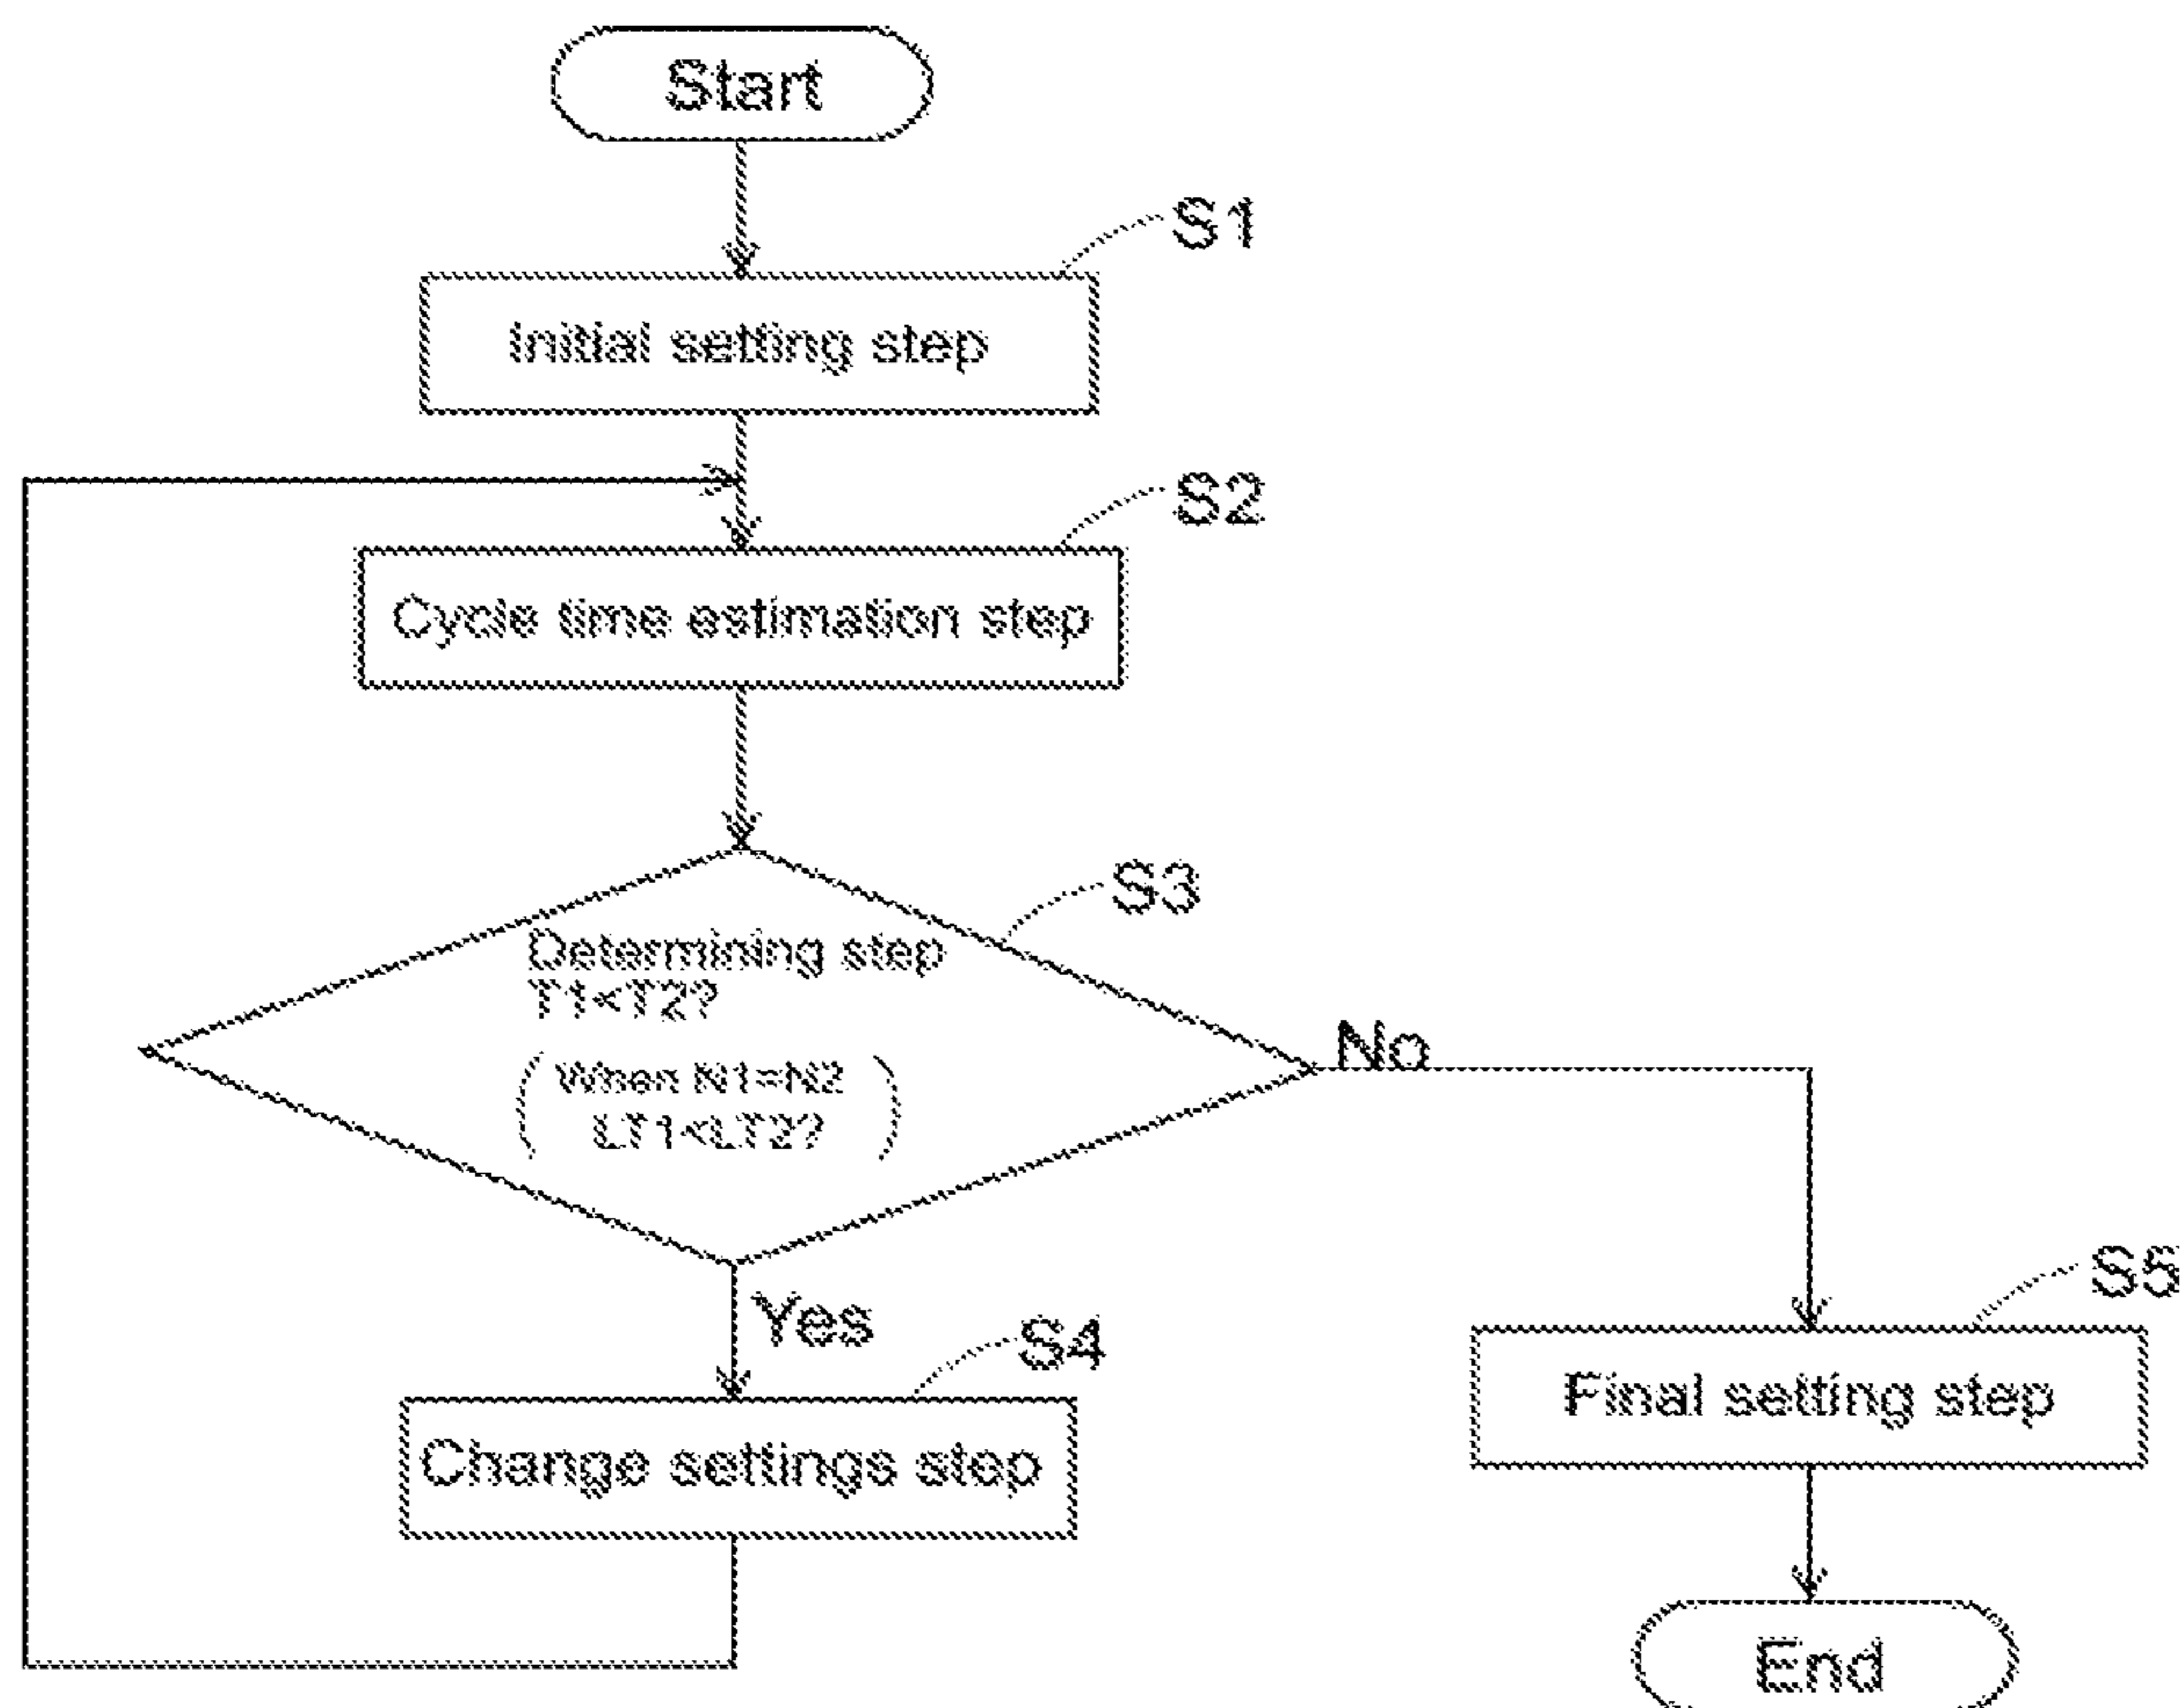 Start
S1
Initial setting step
S2
Cycle time estimation step
S3
Determining step
T1<T2?
When N1=N2
LT1<LT2?
No
Yes
S4
Change settings step
S5
Final setting step
End